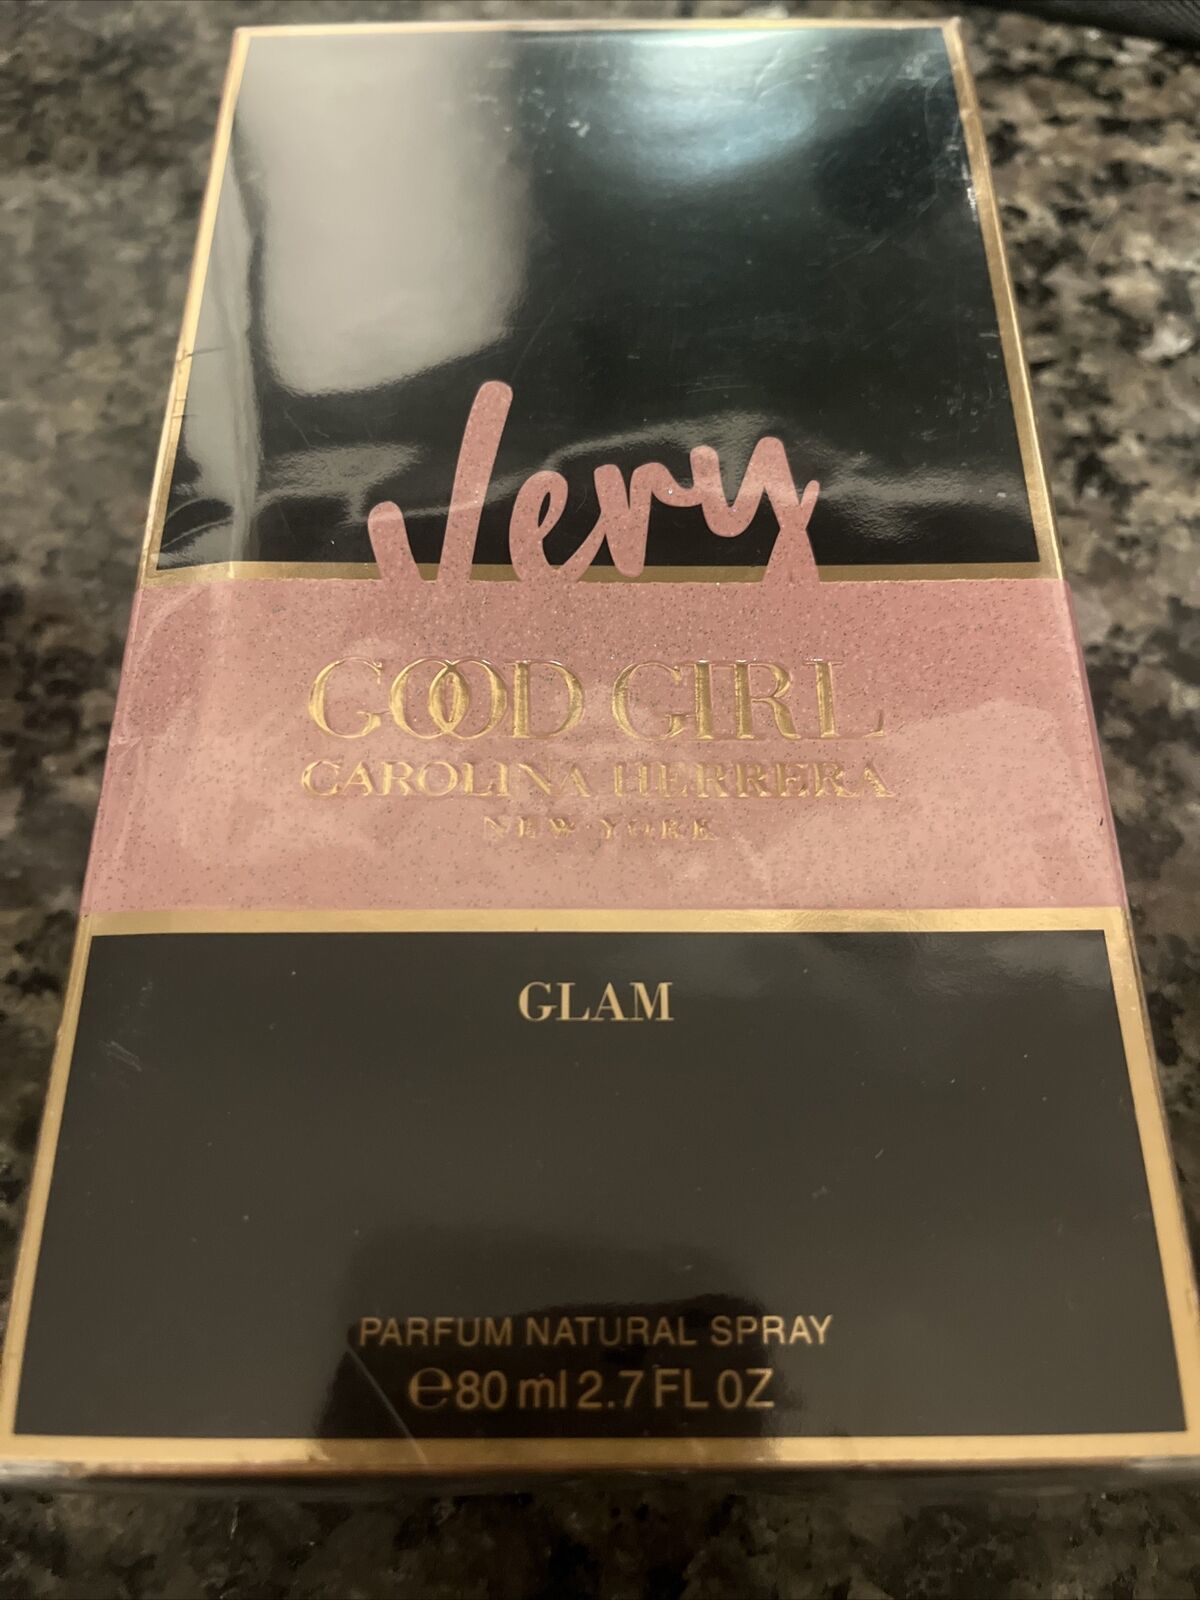 Very
GOOD GIRL
CAROLINA HERRERA
NEW YORK
GLAM
PARFUM NATURAL SPRAY
℮80 ml 2.7 FL OZ